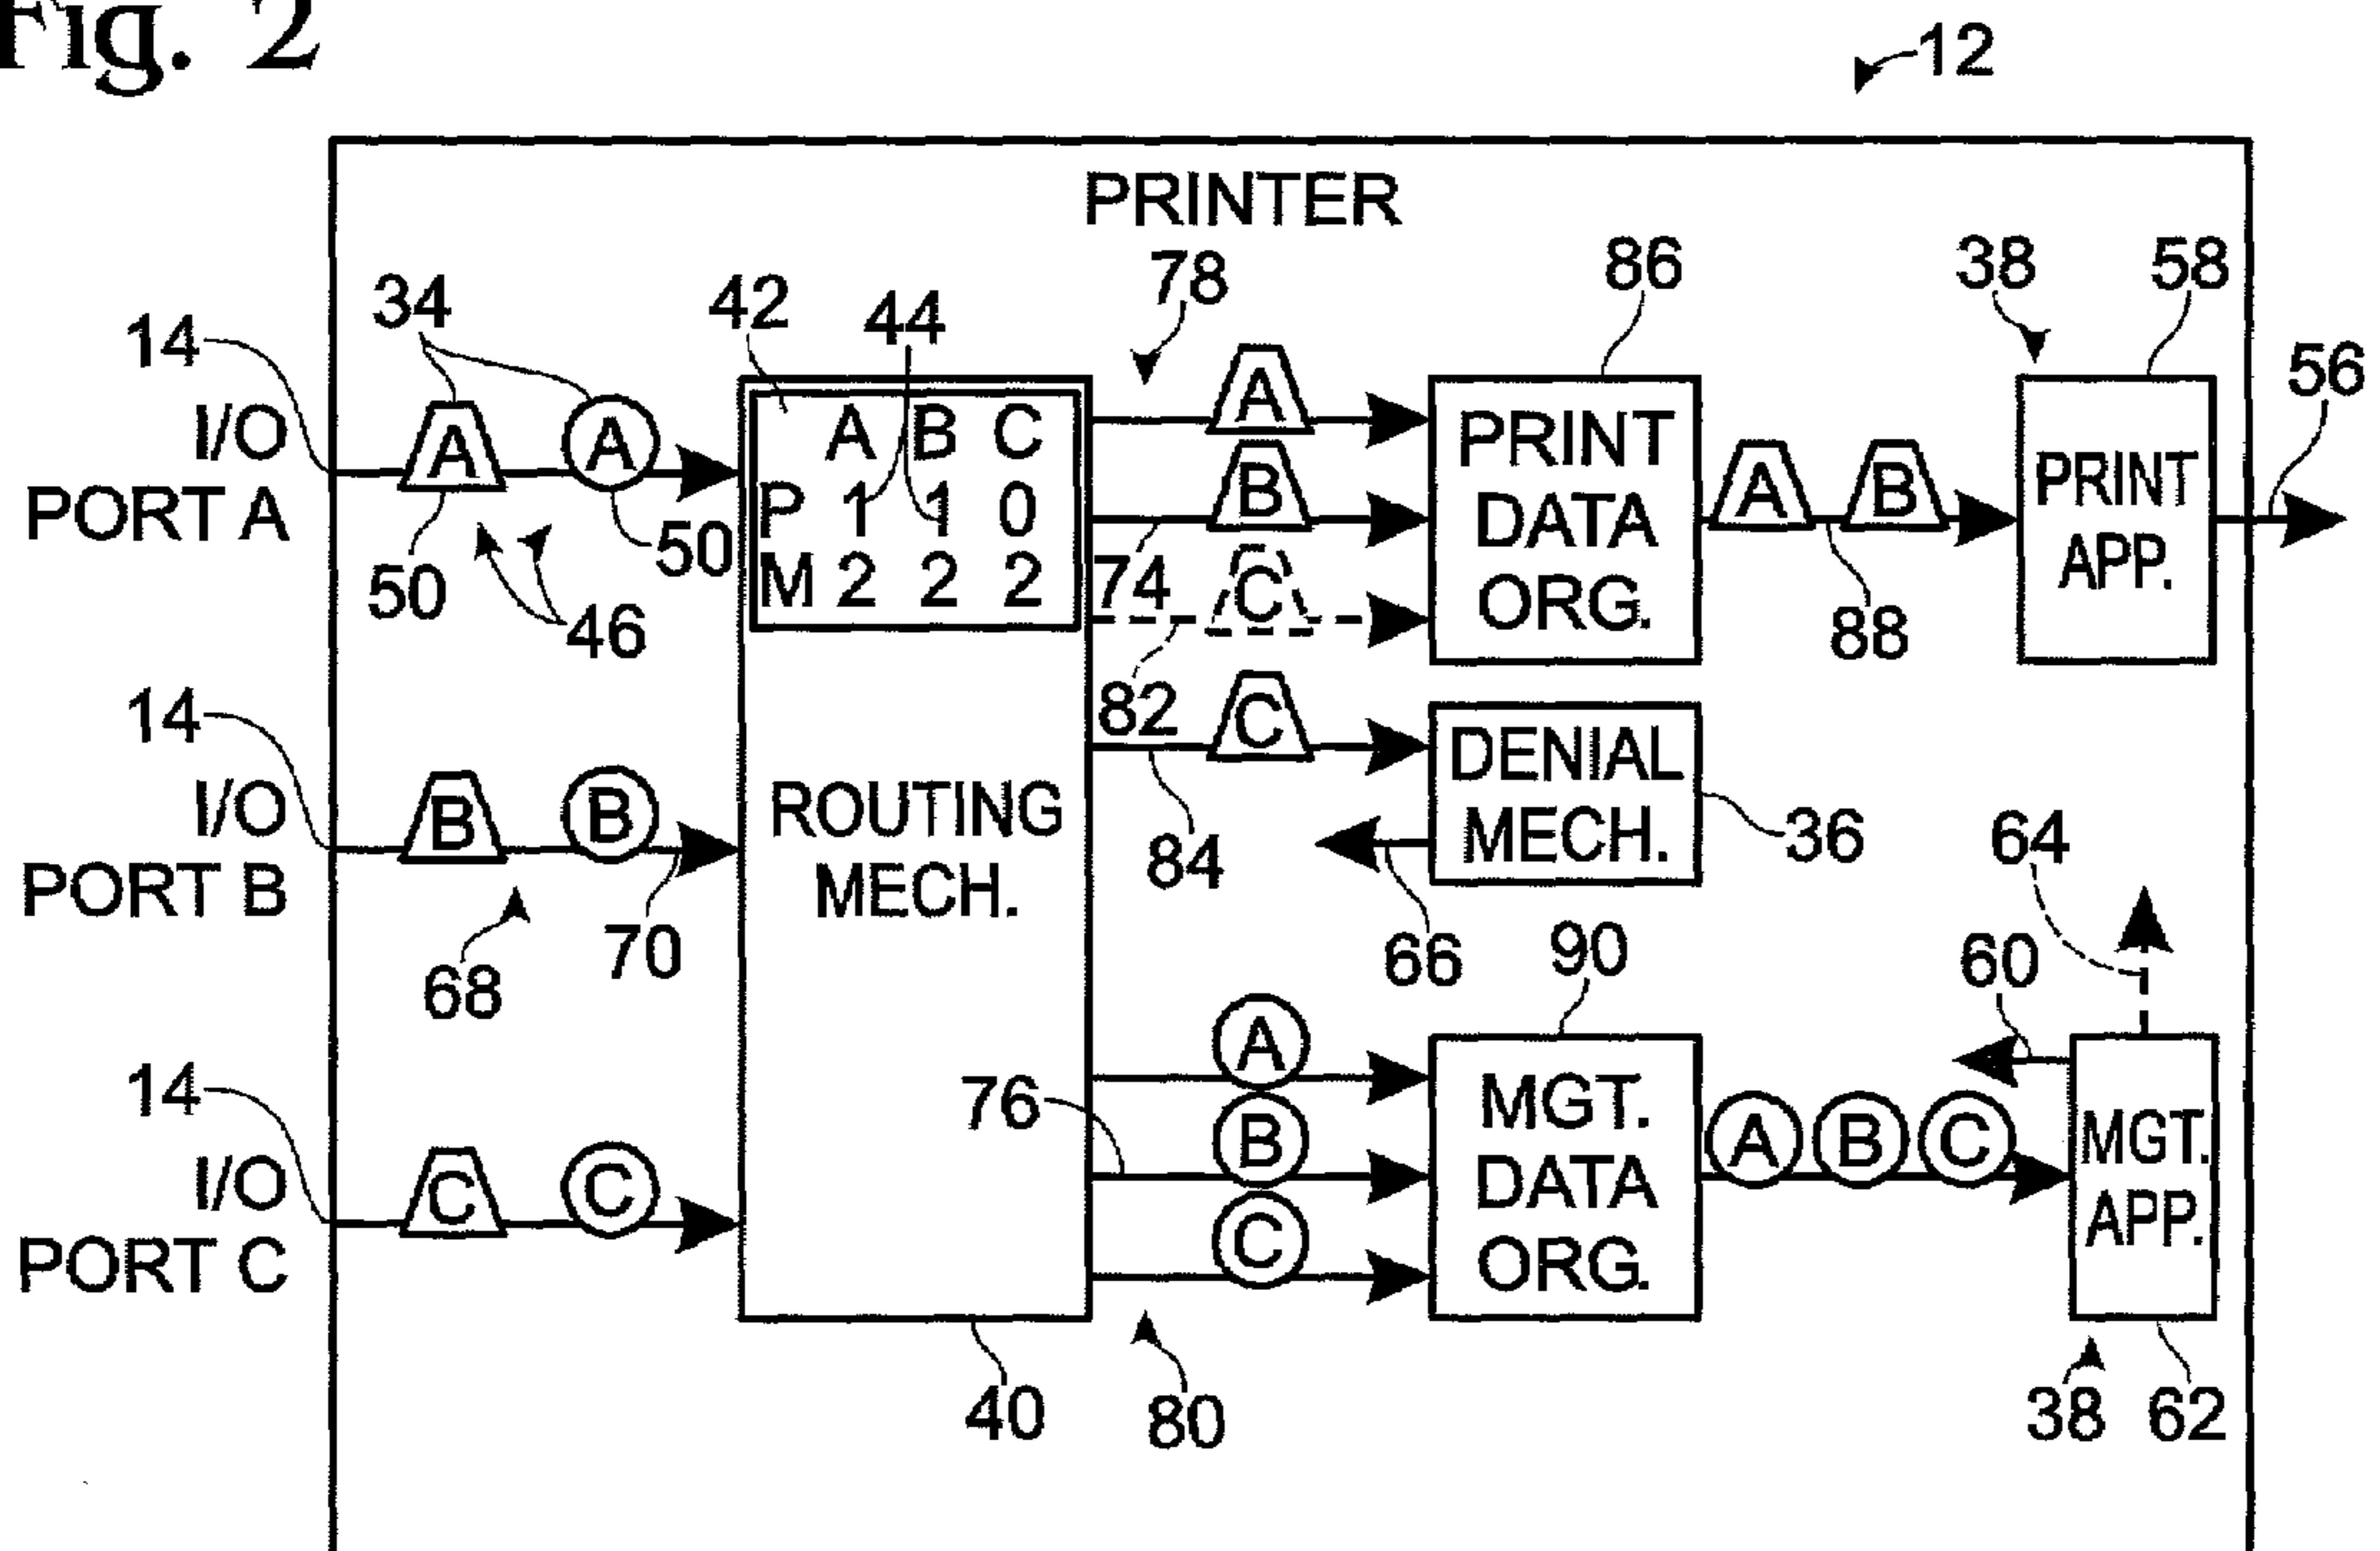 Fig. 2
12
PRINTER
34
42
44
78
86
38
58
56
14
I/O
PORT A
A
A
50
50
46
A B C
P 1 1 0
M 2 2 2
A
B
74
C
82
PRINT
DATA
ORG.
A
B
88
PRINT
APP.
14
I/O
PORT B
B
B
68
70
ROUTING
MECH.
C
84
DENIAL
MECH.
36
66
64
60
90
14
I/O
PORT C
C
C
76
A
B
C
MGT.
DATA
ORG.
A
B
C
MGT.
APP.
40
80
38
62